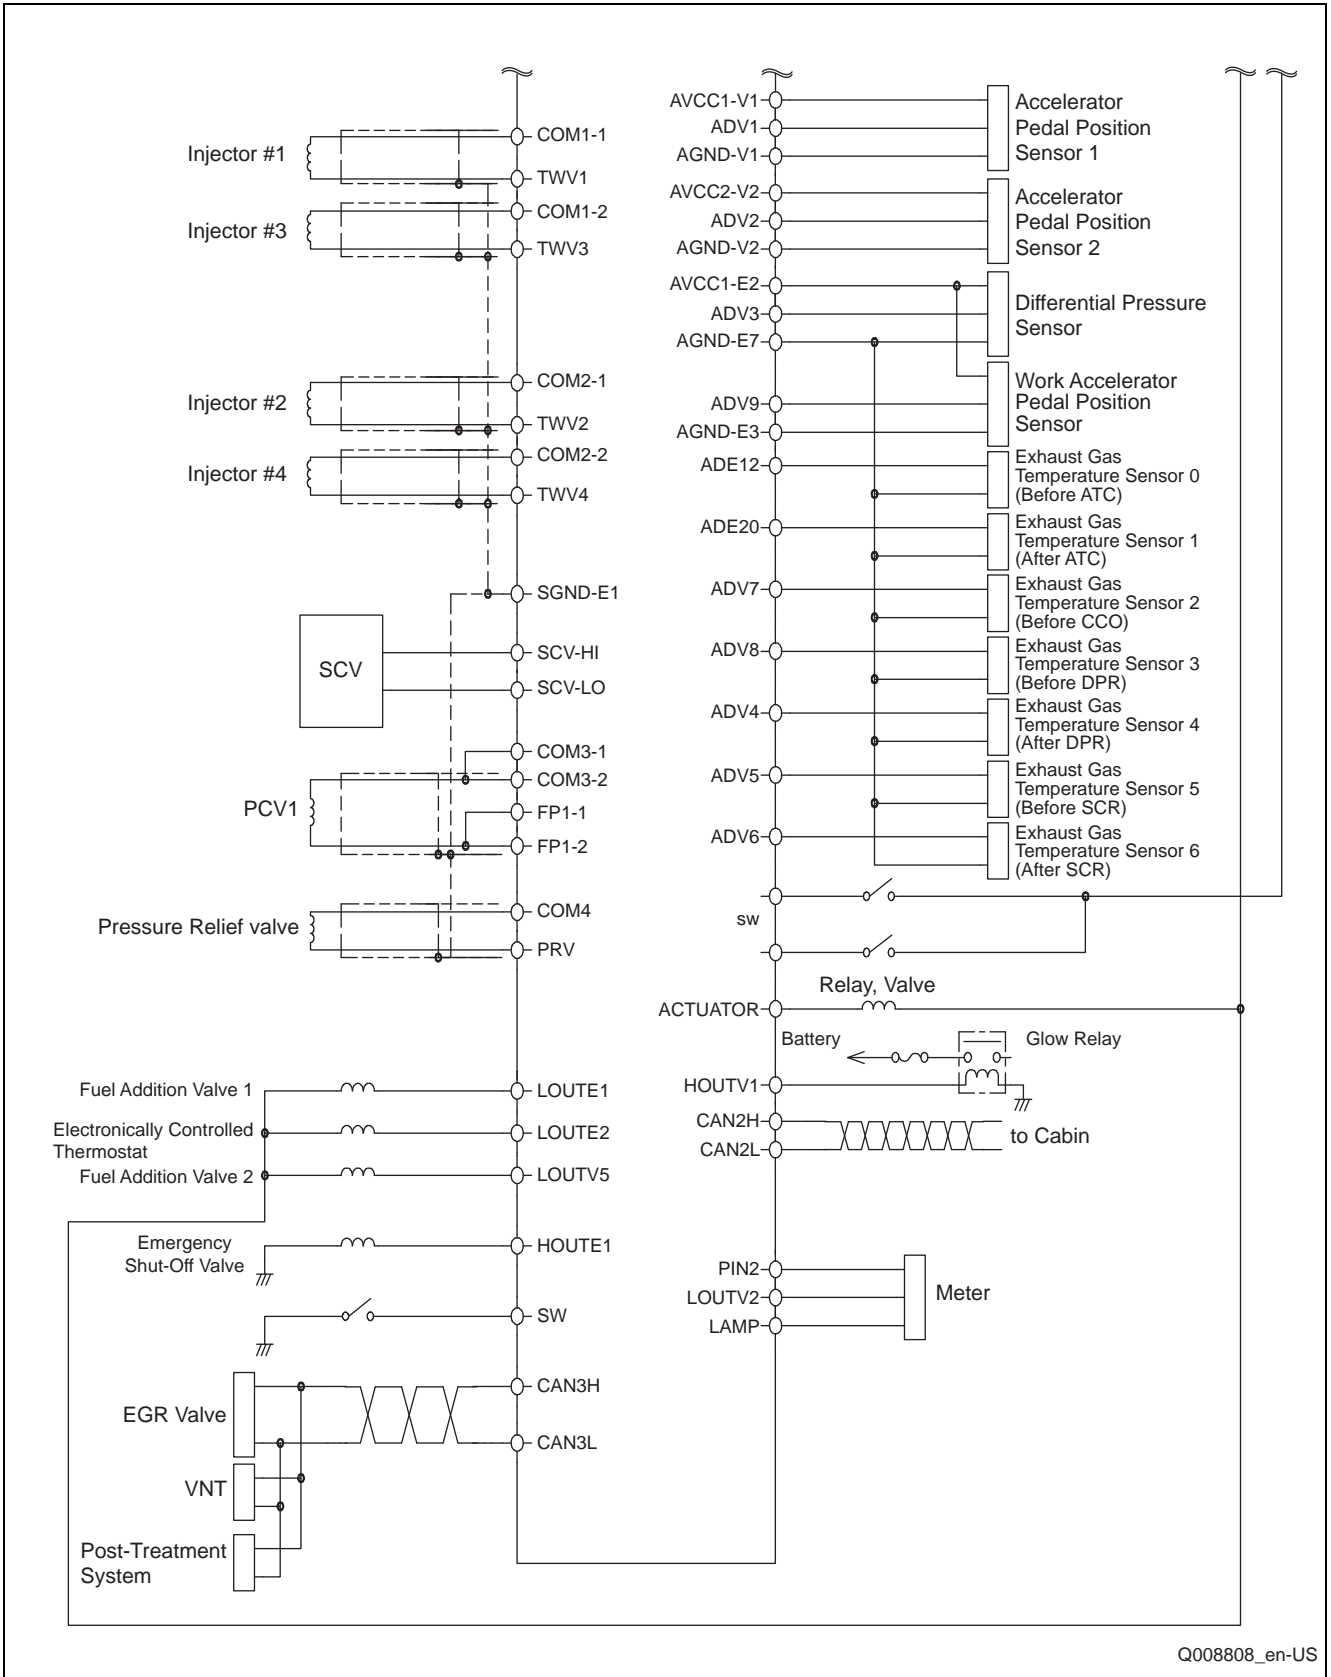 COM1-1
Injector #1
TWV1
COM1-2
Injector #3
TWV3
COM2-1
Injector #2
TWV2
COM2-2
Injector #4
TWV4
SGND-E1
SCV
SCV-HI
SCV-LO
COM3-1
COM3-2
PCV1
FP1-1
FP1-2
COM4
Pressure Relief valve
PRV
Fuel Addition Valve 1
LOUTE1
Electronically Controlled
Thermostat
LOUTE2
Fuel Addition Valve 2
LOUTV5
Emergency
Shut-Off Valve
HOUTE1
SW
CAN3H
EGR Valve
CAN3L
VNT
Post-Treatment
System
AVCC1-V1
ADV1
AGND-V1
Accelerator
Pedal Position
Sensor 1
AVCC2-V2
ADV2
AGND-V2
Accelerator
Pedal Position
Sensor 2
AVCC1-E2
ADV3
AGND-E7
Differential Pressure
Sensor
ADV9
AGND-E3
Work Accelerator
Pedal Position
Sensor
ADE12
Exhaust Gas
Temperature Sensor 0
(Before ATC)
ADE20
Exhaust Gas
Temperature Sensor 1
(After ATC)
ADV7
Exhaust Gas
Temperature Sensor 2
(Before CCO)
ADV8
Exhaust Gas
Temperature Sensor 3
(Before DPR)
ADV4
Exhaust Gas
Temperature Sensor 4
(After DPR)
ADV5
Exhaust Gas
Temperature Sensor 5
(Before SCR)
ADV6
Exhaust Gas
Temperature Sensor 6
(After SCR)
sw
Relay, Valve
ACTUATOR
Battery
Glow Relay
HOUTV1
CAN2H
CAN2L
to Cabin
PIN2
LOUTV2
LAMP
Meter
Q008808_en-US